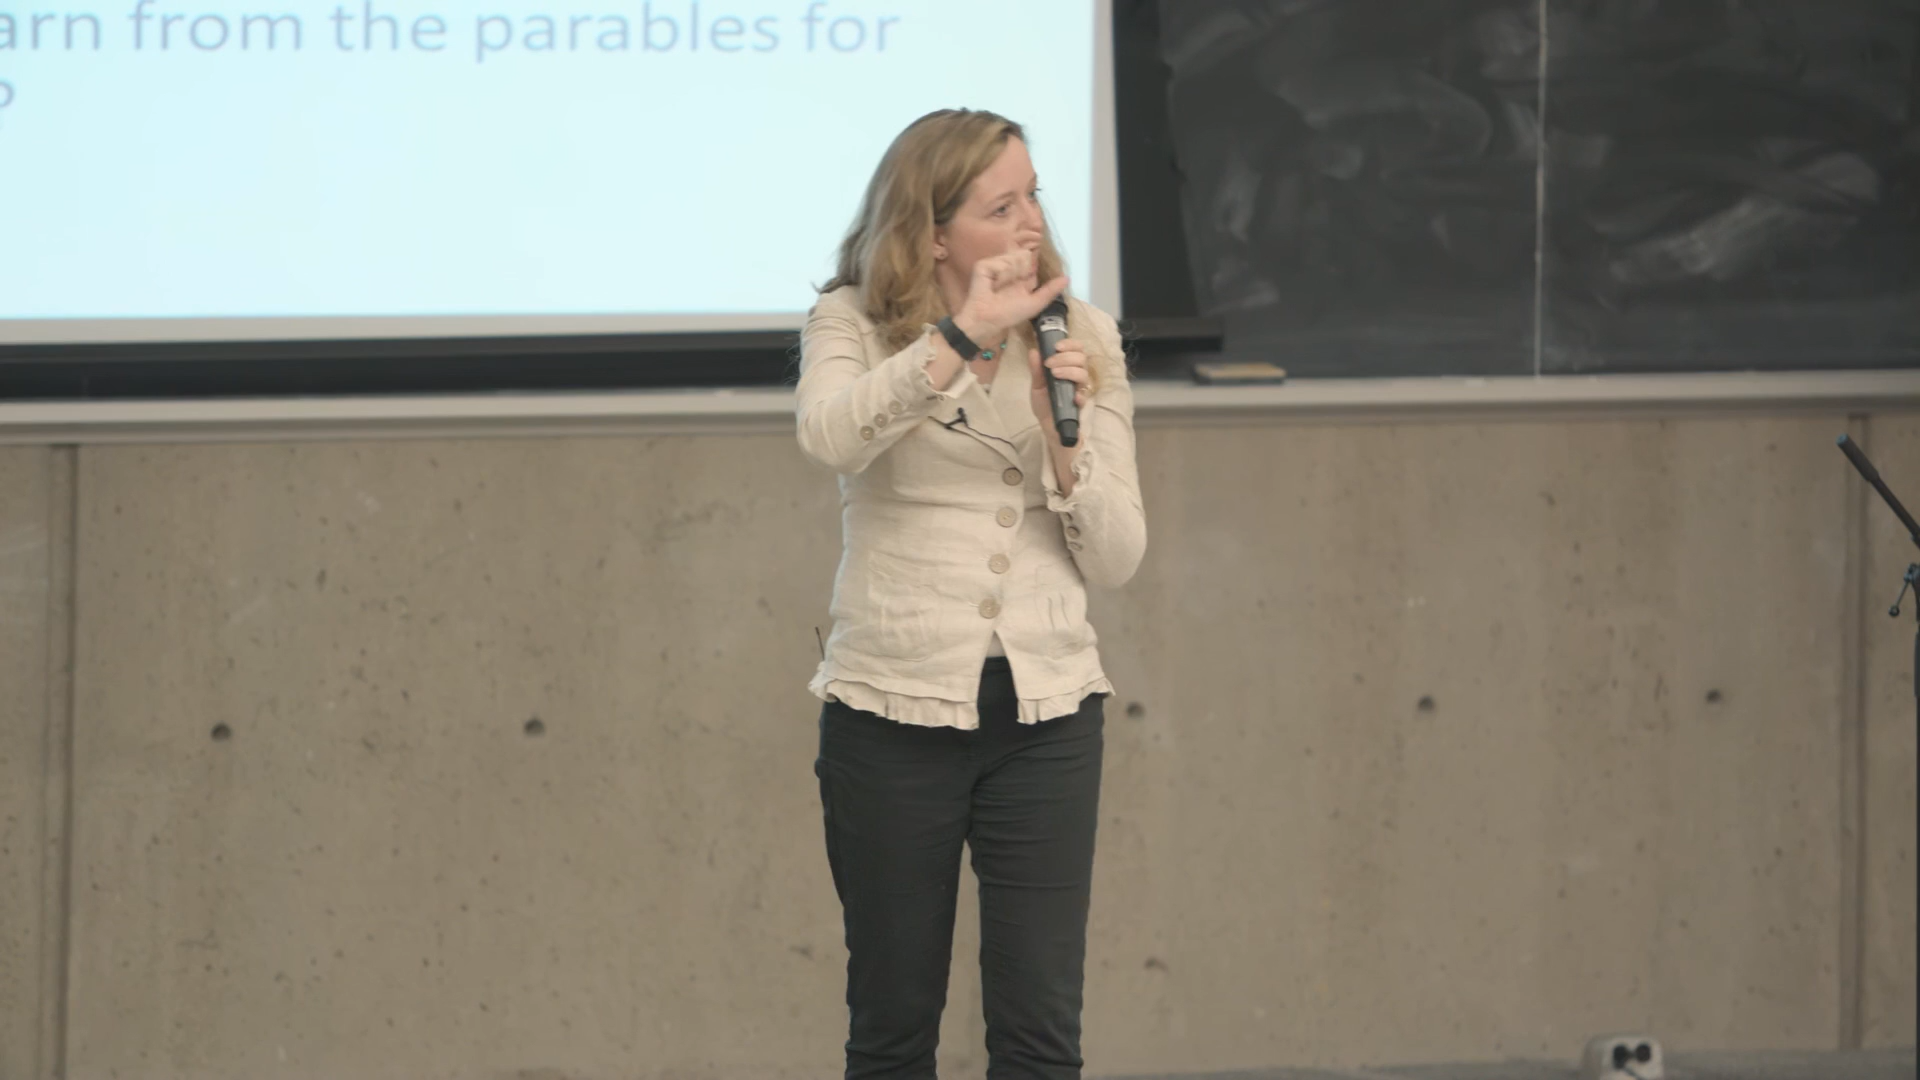 arn from the parables for
?